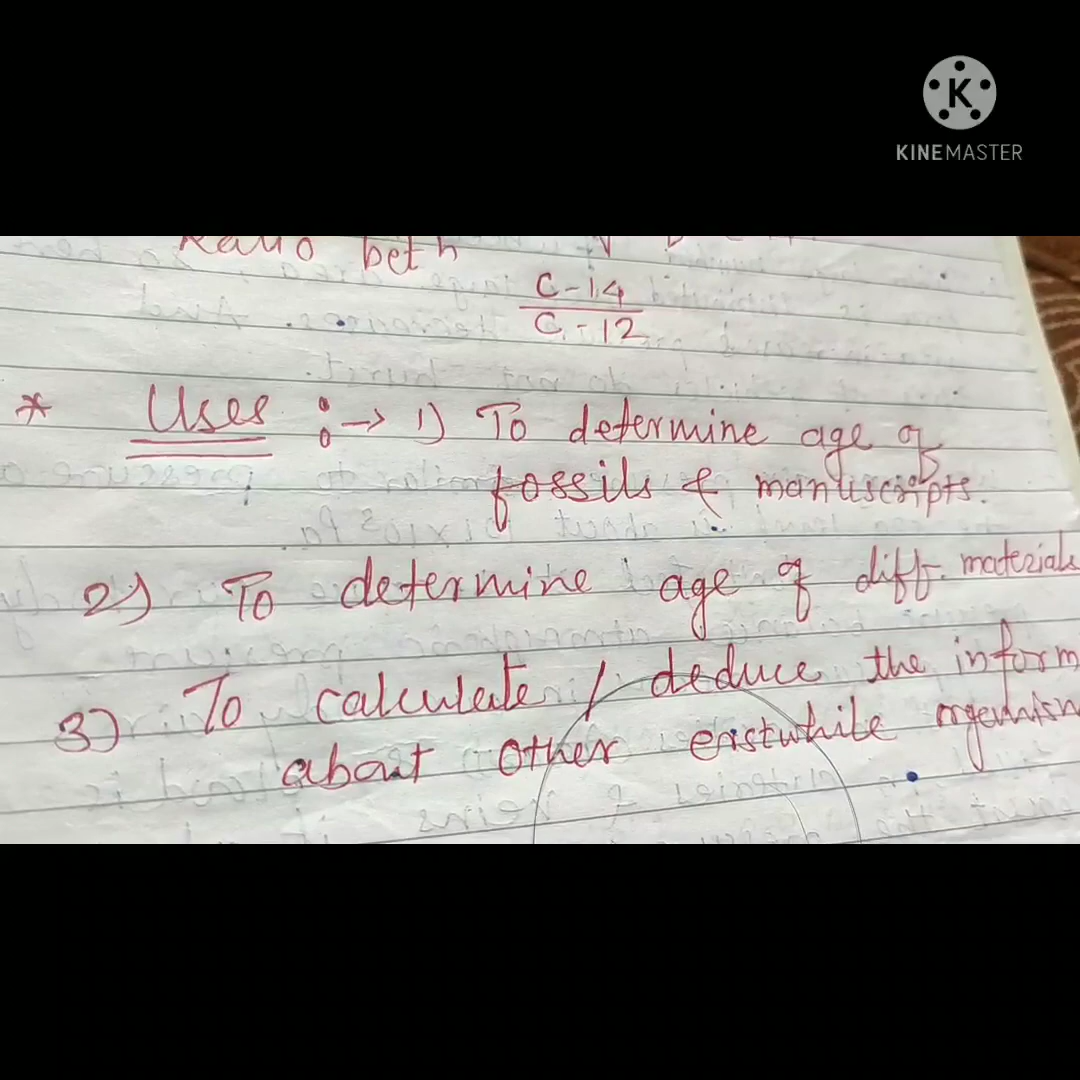 KINEMASTER
Ratio bet n
C-14
C-12
* Uses :→ 1) To determine age of
fossils & manuscripts.
2) To determine age of diff. materials
3) To calculate / deduce the inform
about other erstwhile organism